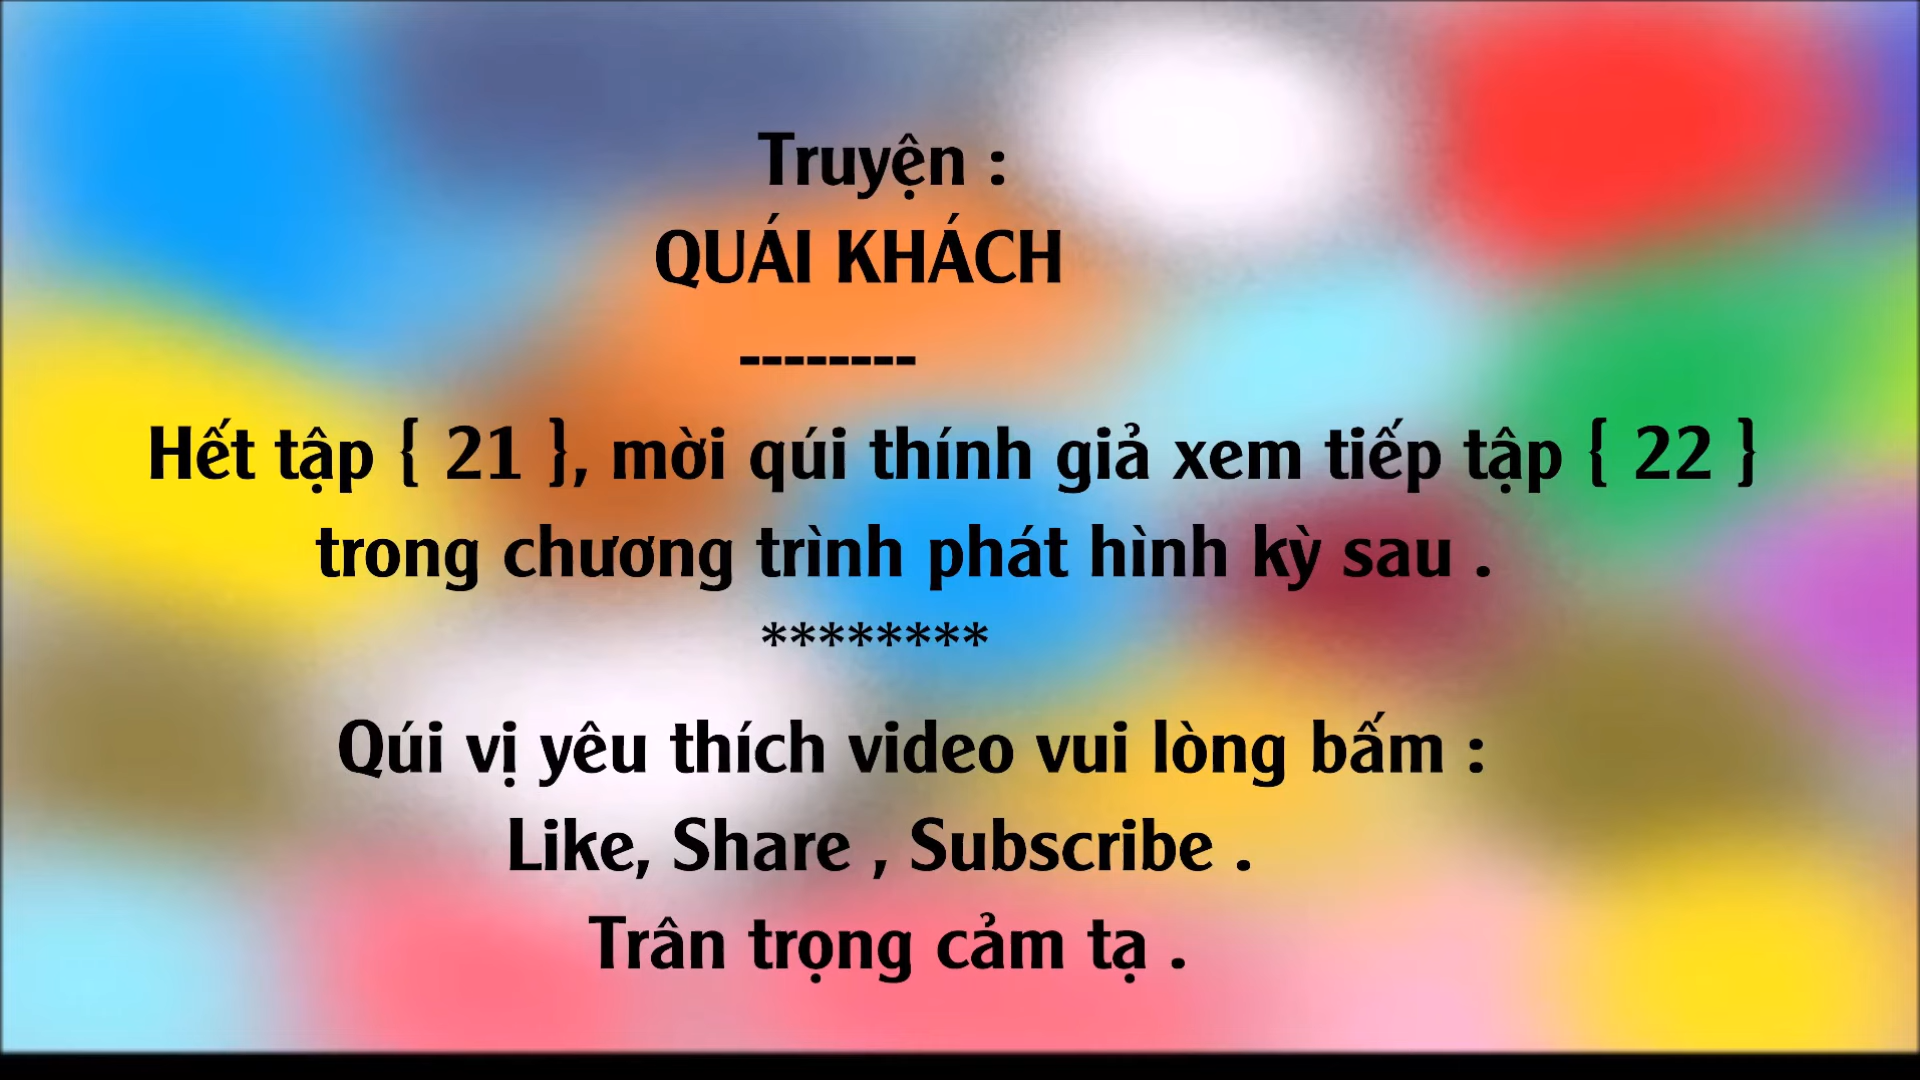 Truyện :
QUÁI KHÁCH
--------
Hết tập { 21 }, mời qúi thính giả xem tiếp tập { 22 }
trong chương trình phát hình kỳ sau .
********
Qúi vị yêu thích video vui lòng bấm :
Like, Share , Subscribe .
Trân trọng cảm tạ .